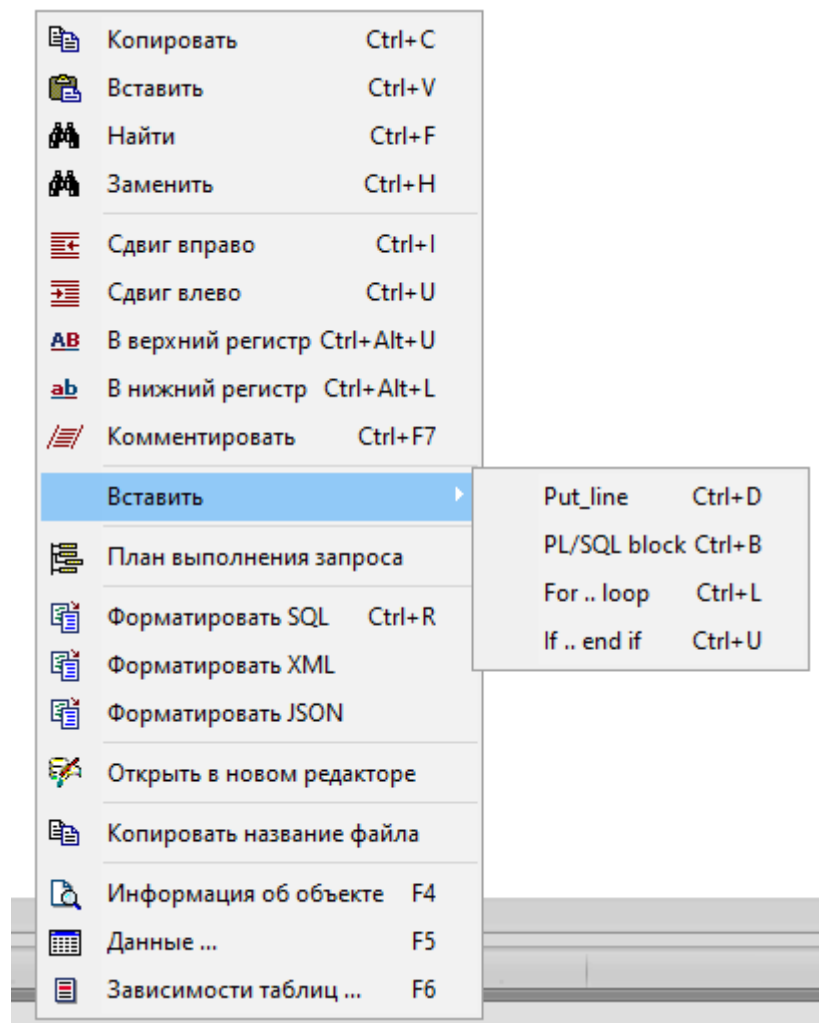 Копировать Ctrl+C
Вставить Ctrl+V
Найти Ctrl+F
Заменить Ctrl+H
Сдвиг вправо Ctrl+I
Сдвиг влево Ctrl+U
AB В верхний регистр Ctrl+Alt+U
ab В нижний регистр Ctrl+Alt+L
Комментировать Ctrl+F7
Вставить
Put_line Ctrl+D
PL/SQL block Ctrl+B
For .. loop Ctrl+L
If .. end if Ctrl+U
План выполнения запроса
Форматировать SQL Ctrl+R
Форматировать XML
Форматировать JSON
Открыть в новом редакторе
Копировать название файла
Информация об объекте F4
Данные ... F5
Зависимости таблиц ... F6